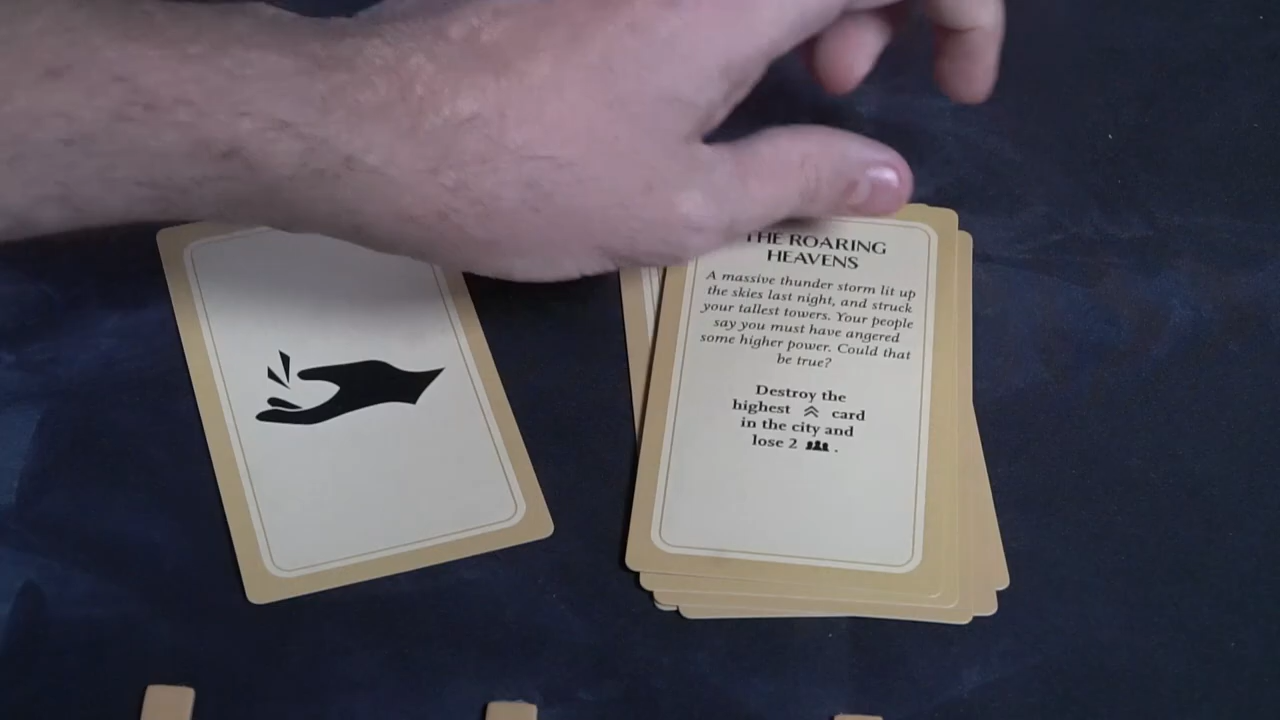 THE ROARING
HEAVENS
A massive thunder storm lit up
the skies last night, and struck
your tallest towers. Your people
say you must have angered
some higher power. Could that
be true?
Destroy the
highest card
in the city and
lose 2 .